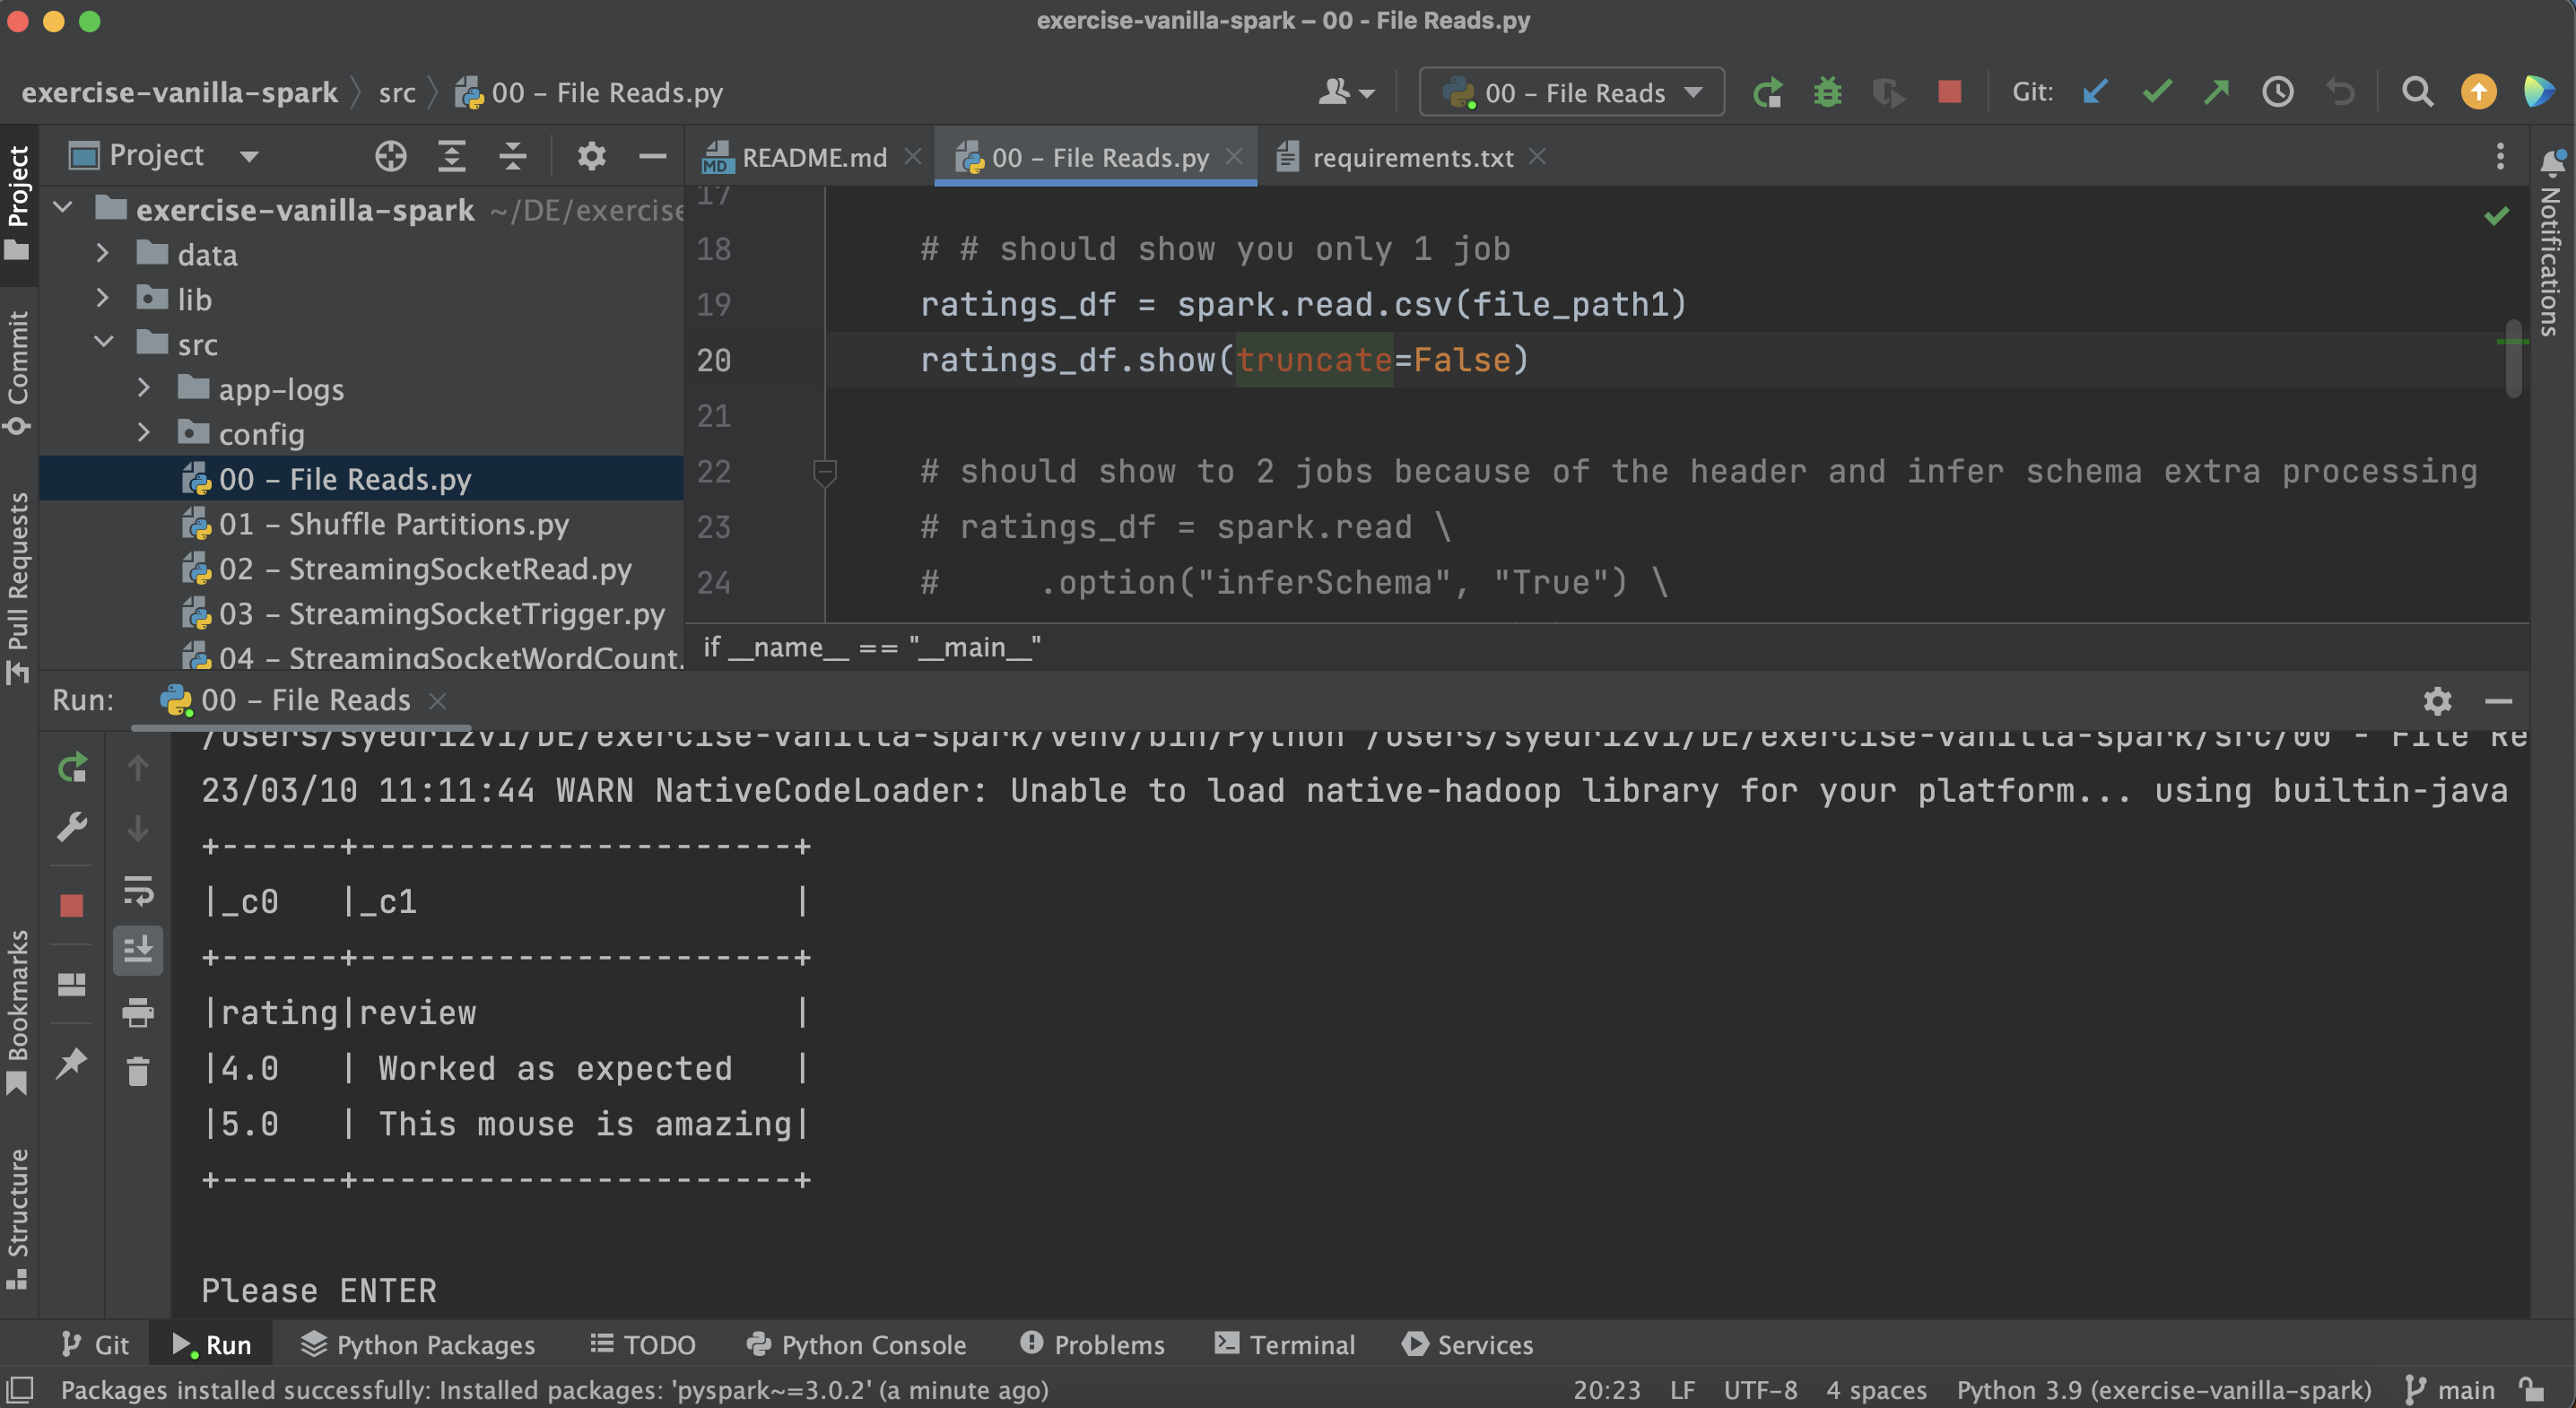 exercise-vanilla-spark – 00 - File Reads.py
exercise-vanilla-spark src 00 – File Reads.py
00 – File Reads
Git:
Project
README.md
00 – File Reads.py
requirements.txt
Project
Commit
Pull Requests
Bookmarks
Structure
Notifications
exercise-vanilla-spark ~/DE/exercise
data
lib
src
app-logs
config
00 – File Reads.py
01 – Shuffle Partitions.py
02 – StreamingSocketRead.py
03 – StreamingSocketTrigger.py
04 – StreamingSocketWordCount.
17
18 # # should show you only 1 job
19 ratings_df = spark.read.csv(file_path1)
20 ratings_df.show(truncate=False)
21
22 # should show to 2 jobs because of the header and infer schema extra processing
23 # ratings_df = spark.read \
24 #     .option("inferSchema", "True") \
if __name__ == "__main__"
Run: 00 – File Reads
/Users/syedrizvi/DE/exercise-vanilla-spark/venv/bin/Python /Users/syedrizvi/DE/exercise-vanilla-spark/src/00 - File Re
23/03/10 11:11:44 WARN NativeCodeLoader: Unable to load native-hadoop library for your platform... using builtin-java
+------+----------------------+
|_c0   |_c1                   |
+------+----------------------+
|rating|review                |
|4.0   | Worked as expected   |
|5.0   | This mouse is amazing|
+------+----------------------+
Please ENTER
Git
Run
Python Packages
TODO
Python Console
Problems
Terminal
Services
Packages installed successfully: Installed packages: 'pyspark~=3.0.2' (a minute ago)
20:23 LF UTF-8 4 spaces Python 3.9 (exercise-vanilla-spark) main